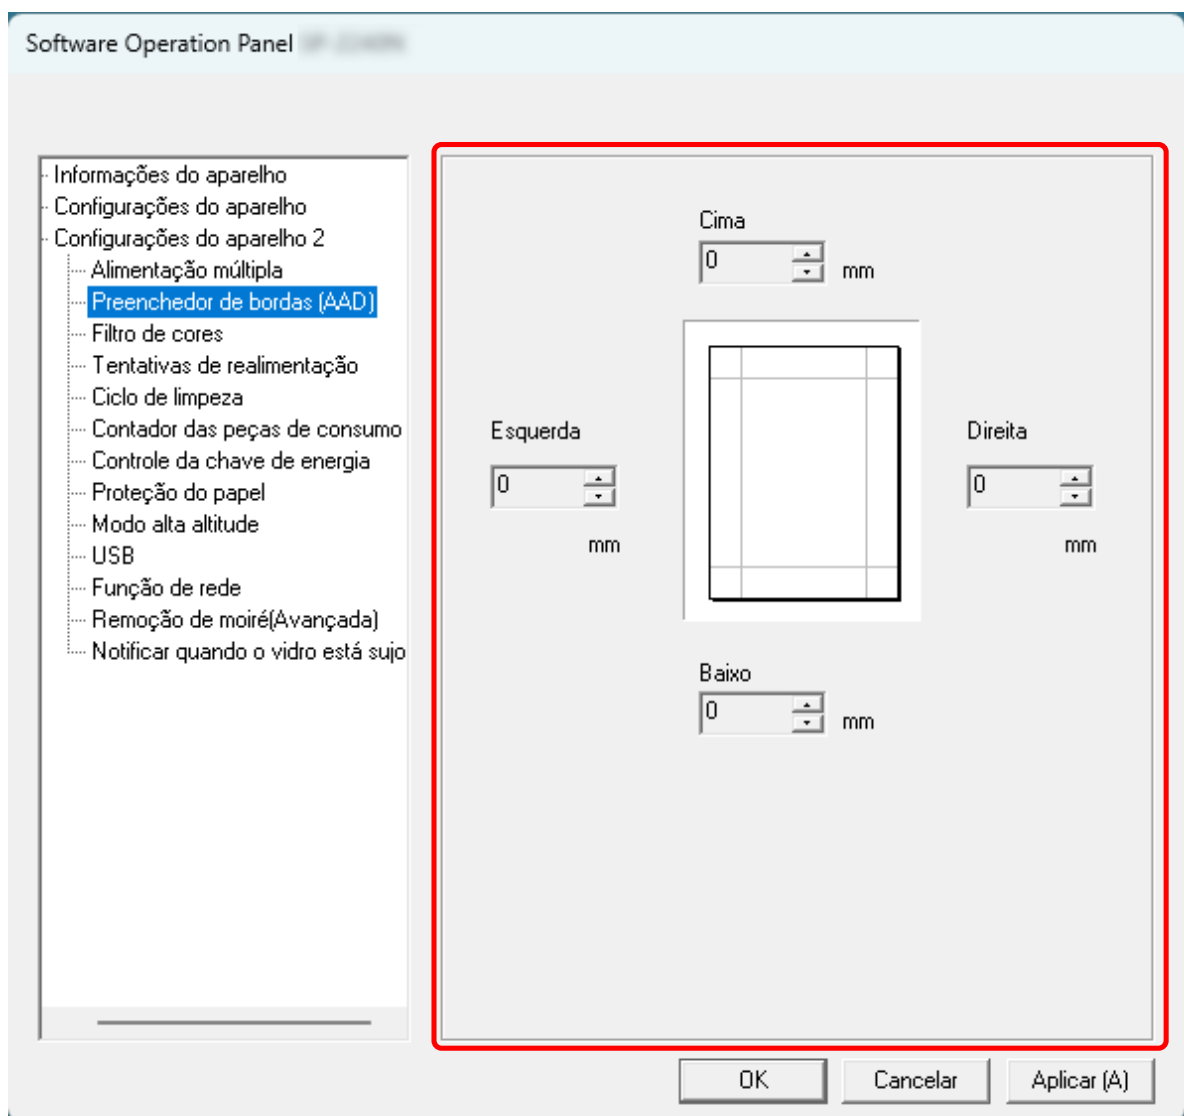 Software Operation Panel
Informações do aparelho
Configurações do aparelho
Configurações do aparelho 2
Alimentação múltipla
Preenchedor de bordas (AAD)
Filtro de cores
Tentativas de realimentação
Ciclo de limpeza
Contador das peças de consumo
Controle da chave de energia
Proteção do papel
Modo alta altitude
USB
Função de rede
Remoção de moiré(Avançada)
Notificar quando o vidro está sujo
Cima
0 mm
Esquerda
0
mm
Direita
0
mm
Baixo
0 mm
OK Cancelar Aplicar (A)